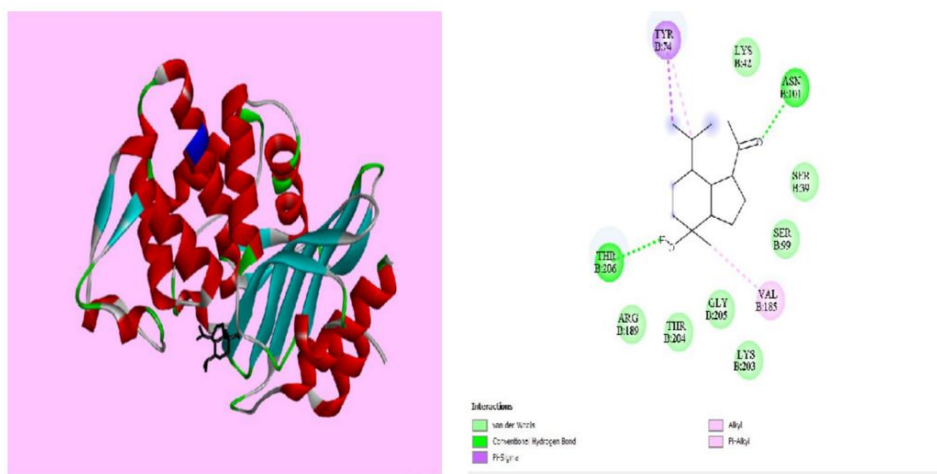 TYR
B:74
LYS
B:42
ASN
B:101
SER
B:39
SER
B:99
THR
B:206
VAL
B:185
GLY
B:205
ARG
B:189
THR
B:204
LYS
B:203
Interactions
van der Waals
Conventional Hydrogen Bond
Pi-Sigma
Alkyl
Pi-Alkyl